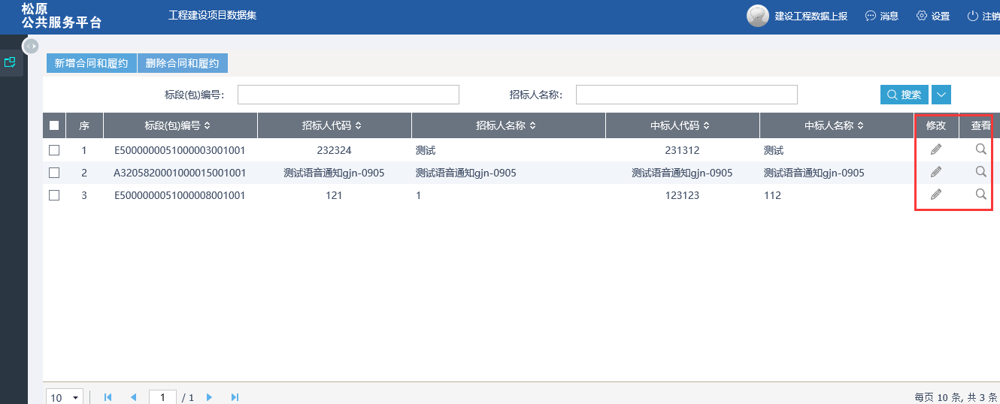 松原
公共服务平台
工程建设项目数据集
建设工程数据上报 消息 设置 注销
新增合同和履约 删除合同和履约
标段(包)编号: 招标人名称: 搜索
序 标段(包)编号 招标人代码 招标人名称 中标人代码 中标人名称 修改 查看
1 E5000000051000003001001 232324 测试 231312 测试
2 A3205820001000015001001 测试语音通知gjn-0905 测试语音通知gjn-0905 测试语音通知gjn-0905 测试语音通知gjn-0905
3 E5000000051000008001001 121 1 123123 112
10 1 / 1 每页 10 条, 共 3 条